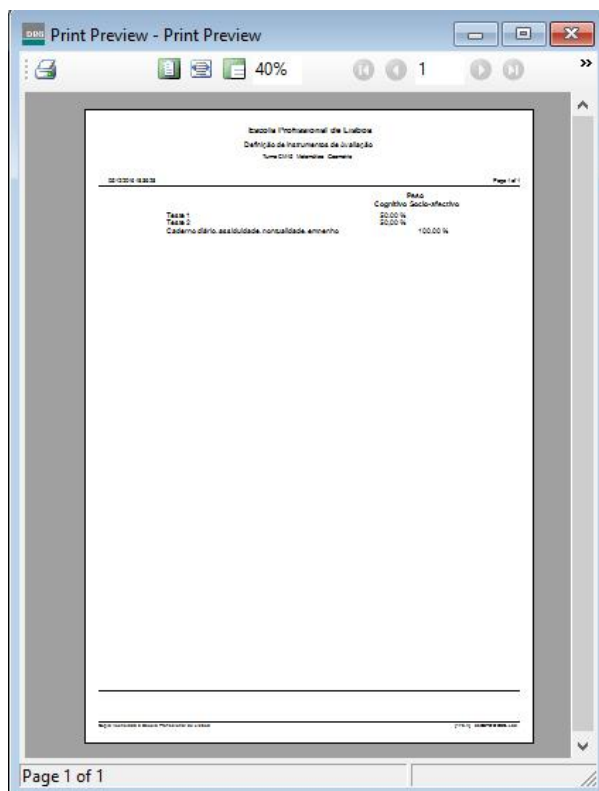 Print Preview - Print Preview
40%
1
»
Escola Profissional de Lisboa
Definição de Instrumentos de Avaliação
Page 1 of 1
Peso
Cognitivo Socio-afectivo
Teste 1 50,00 %
Teste 2 50,00 %
Caderno diário, assiduidade, pontualidade, empenho 100,00 %
Page 1 of 1